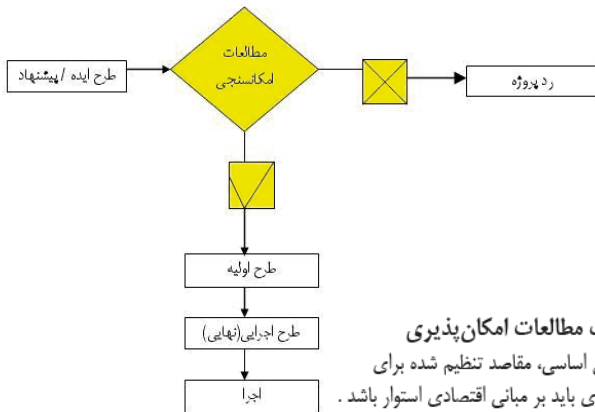 مطالعات
امکانسنجی
طرح ایده /پیشنهاد
رد پروژه
طرح اولیه
طرح اجرایی(نهایی)
اجرا
مطالعات امکان‌پذیری
اساسی، مقاصد تنظیم شده برای
باید بر مبانی اقتصادی استوار باشد .